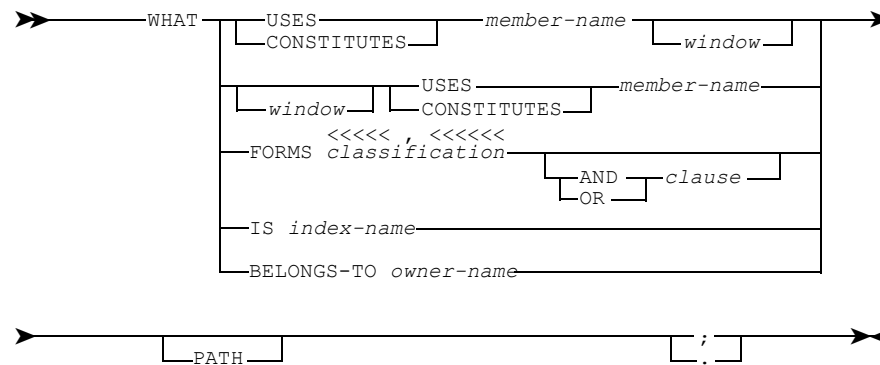 WHAT USES member-name
CONSTITUTES window
USES member-name
window CONSTITUTES
<<<<< , <<<<<<
FORMS classification
AND clause
OR
IS index-name
BELONGS-TO owner-name
;
PATH .